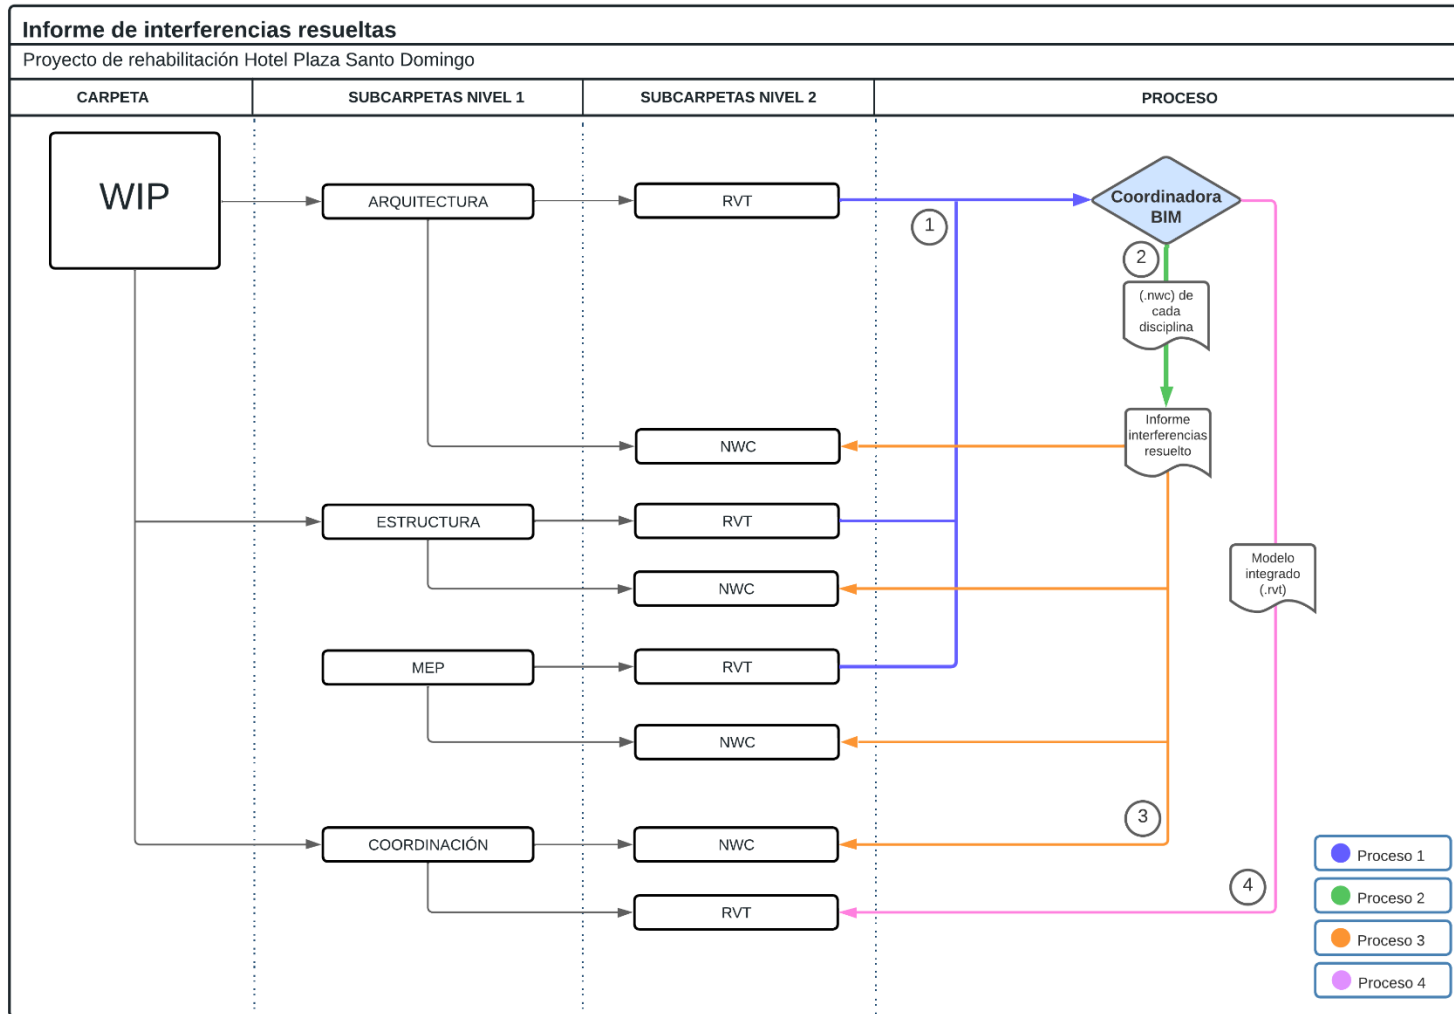 Informe de interferencias resueltas
Proyecto de rehabilitación Hotel Plaza Santo Domingo
CARPETA
SUBCARPETAS NIVEL 1
SUBCARPETAS NIVEL 2
PROCESO
WIP
ARQUITECTURA
RVT
1
Coordinadora
BIM
2
(.nwc) de
cada
disciplina
NWC
Informe
interferencias
resuelto
ESTRUCTURA
RVT
NWC
Modelo
integrado
(.rvt)
MEP
RVT
NWC
3
COORDINACIÓN
NWC
4
RVT
Proceso 1
Proceso 2
Proceso 3
Proceso 4